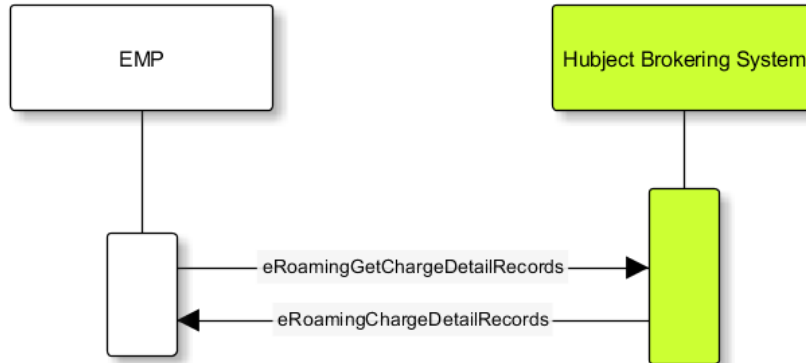 EMP
Hubject Brokering System
eRoamingGetChargeDetailRecords
eRoamingChargeDetailRecords